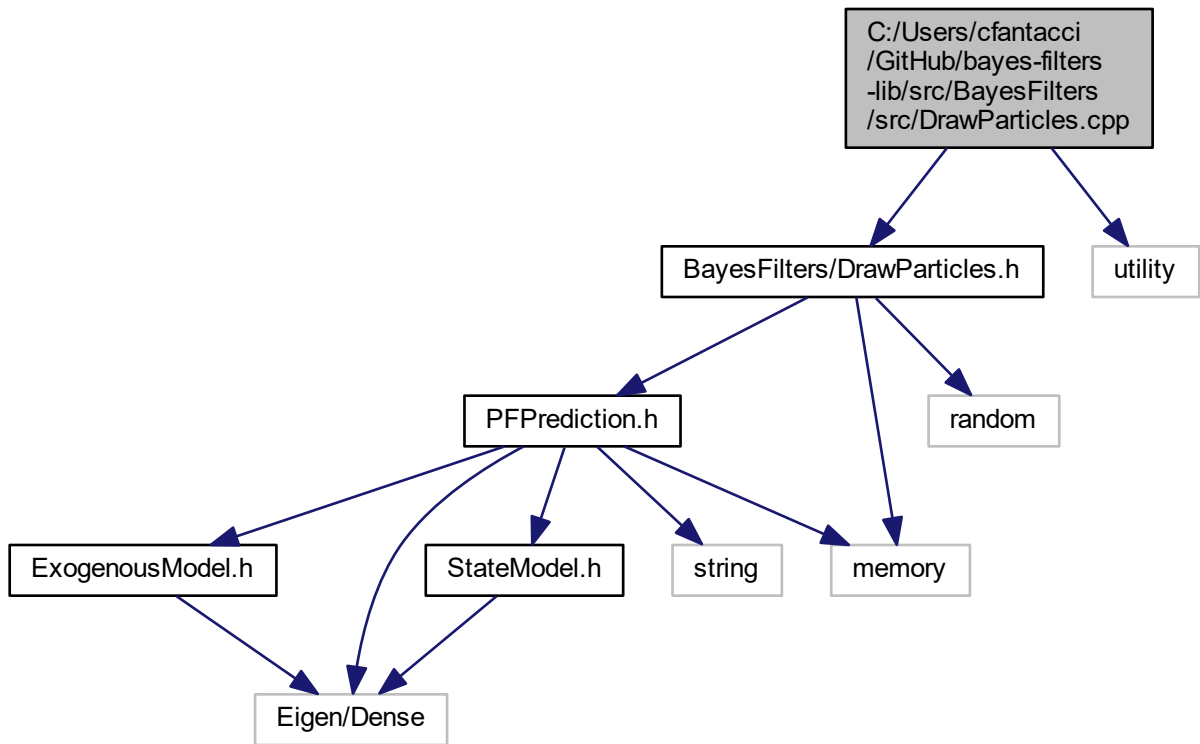 C:/Users/cfantacci
/GitHub/bayes-filters
-lib/src/BayesFilters
/src/DrawParticles.cpp
BayesFilters/DrawParticles.h
utility
PFPrediction.h
random
ExogenousModel.h
StateModel.h
string
memory
Eigen/Dense